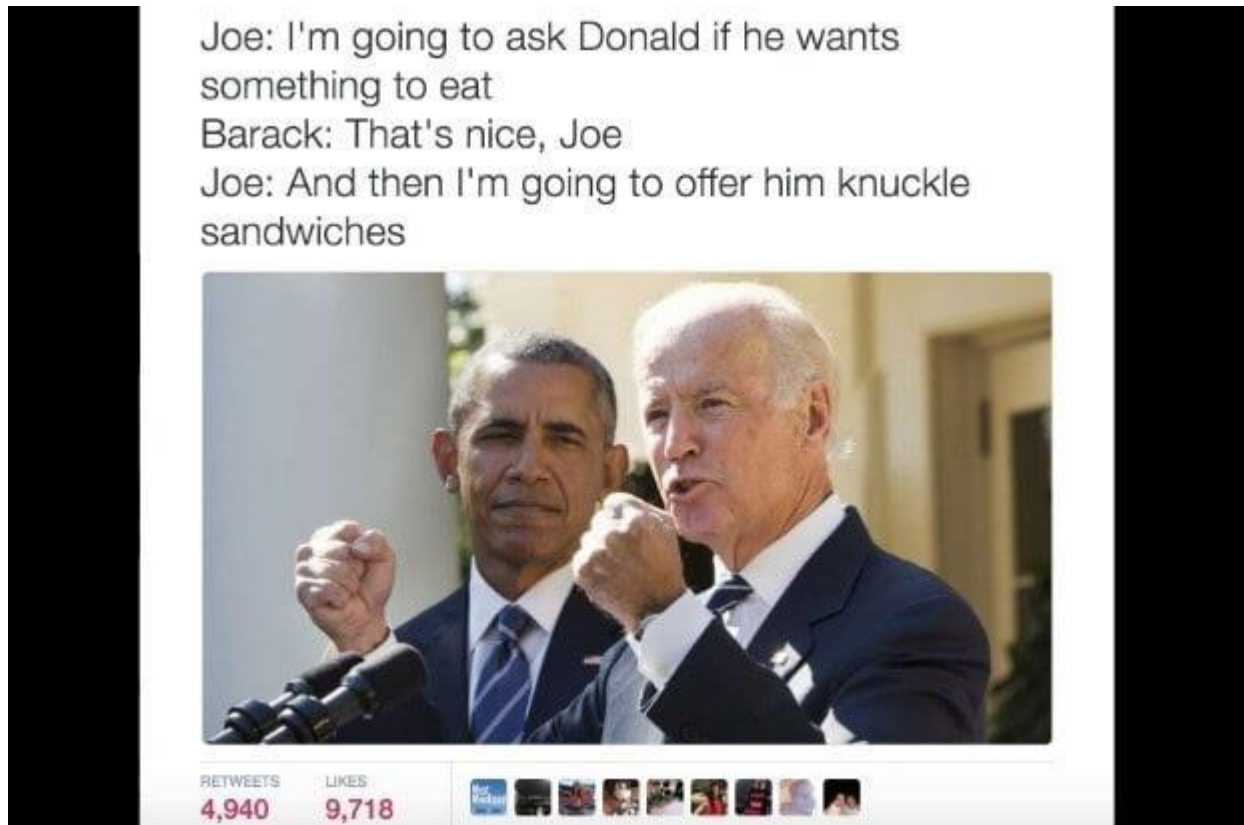 Joe: I'm going to ask Donald if he wants
something to eat
Barack: That's nice, Joe
Joe: And then I'm going to offer him knuckle
sandwiches
RETWEETS LIKES
4,940 9,718